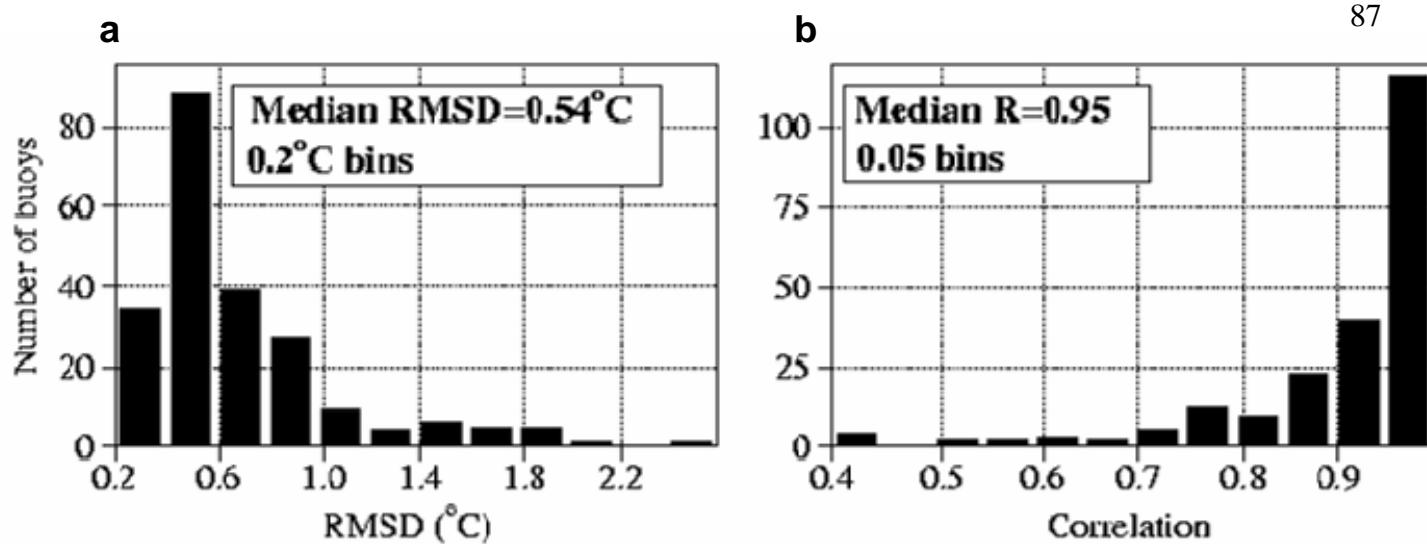 87
a
Median RMSD=0.54°C
0.2°C bins
Number of buoys
80
60
40
20
0
0.2 0.6 1.0 1.4 1.8 2.2
RMSD (°C)
b
Median R=0.95
0.05 bins
100
75
50
25
0
0.4 0.5 0.6 0.7 0.8 0.9
Correlation